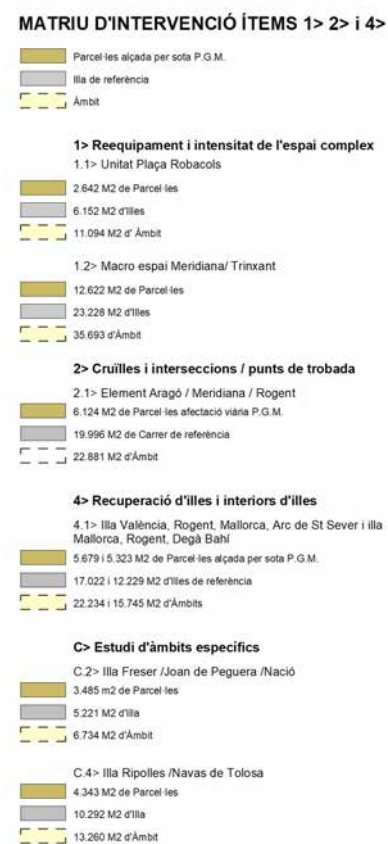 MATRIU D'INTERVENCIÓ ÍTEMS 1> 2> i 4>
Parcel·les alçada per sota P.G.M.
Illa de referència
Àmbit
1> Reequipament i intensitat de l'espai complex
1.1> Unitat Plaça Robacols
2.642 M2 de Parcel·les
6.152 M2 d'Illes
11.094 M2 d' Àmbit
1.2> Macro espai Meridiana/ Trinxant
12.622 M2 de Parcel·les
23.228 M2 d'Illes
35.693 d'Àmbit
2> Cruïlles i interseccions / punts de trobada
2.1> Element Aragó / Meridiana / Rogent
6.124 M2 de Parcel·les afectació viària P.G.M.
19.996 M2 de Carrer de referència
22.881 M2 d'Àmbit
4> Recuperació d'illes i interiors d'illes
4.1> Illa València, Rogent, Mallorca, Arc de St Sever i illa
Mallorca, Rogent, Degà Bahí
5.679 i 5.323 M2 de Parcel·les alçada per sota P.G.M.
17.022 i 12.229 M2 d'Illes de referència
22.234 i 15.745 M2 d'Àmbits
C> Estudi d'àmbits específics
C.2> Illa Freser /Joan de Peguera /Nació
3.485 m2 de Parcel·les
5.221 M2 d'Illa
6.734 M2 d'Àmbit
C.4> Illa Ripolles /Navas de Tolosa
4.343 M2 de Parcel·les
10.292 M2 d'Illa
13.260 M2 d'Àmbit